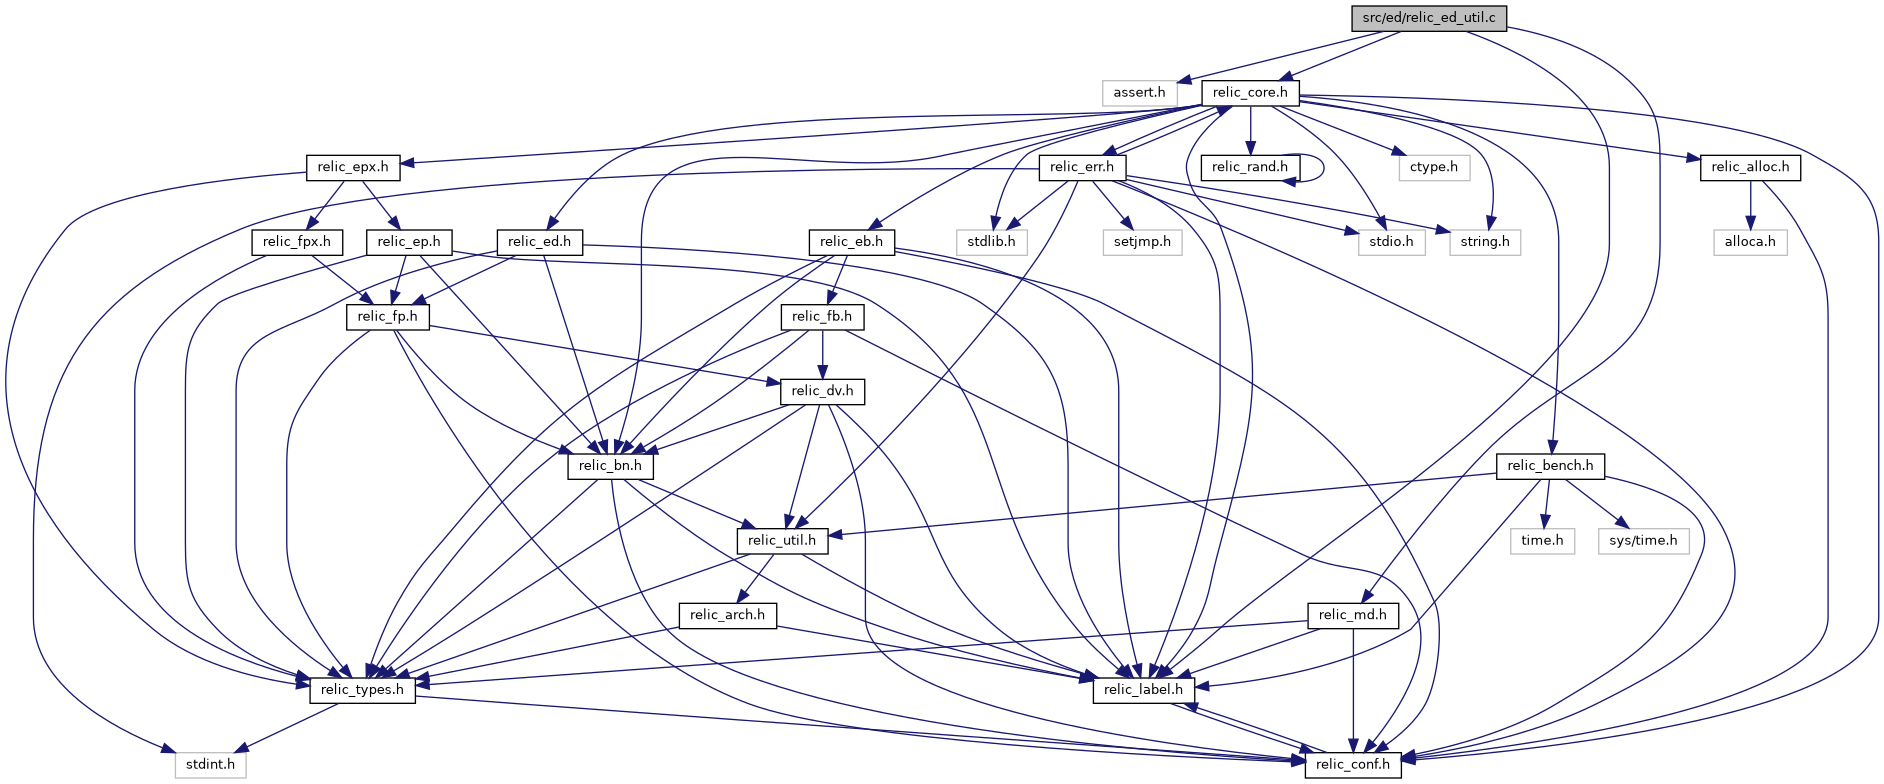 src/ed/relic_ed_util.c
assert.h
relic_core.h
relic_epx.h
relic_err.h
relic_rand.h
ctype.h
relic_alloc.h
relic_fpx.h
relic_ep.h
relic_ed.h
relic_eb.h
stdlib.h
setjmp.h
stdio.h
string.h
alloca.h
relic_fp.h
relic_fb.h
relic_dv.h
relic_bn.h
relic_bench.h
relic_util.h
time.h
sys/time.h
relic_arch.h
relic_md.h
relic_types.h
relic_label.h
stdint.h
relic_conf.h